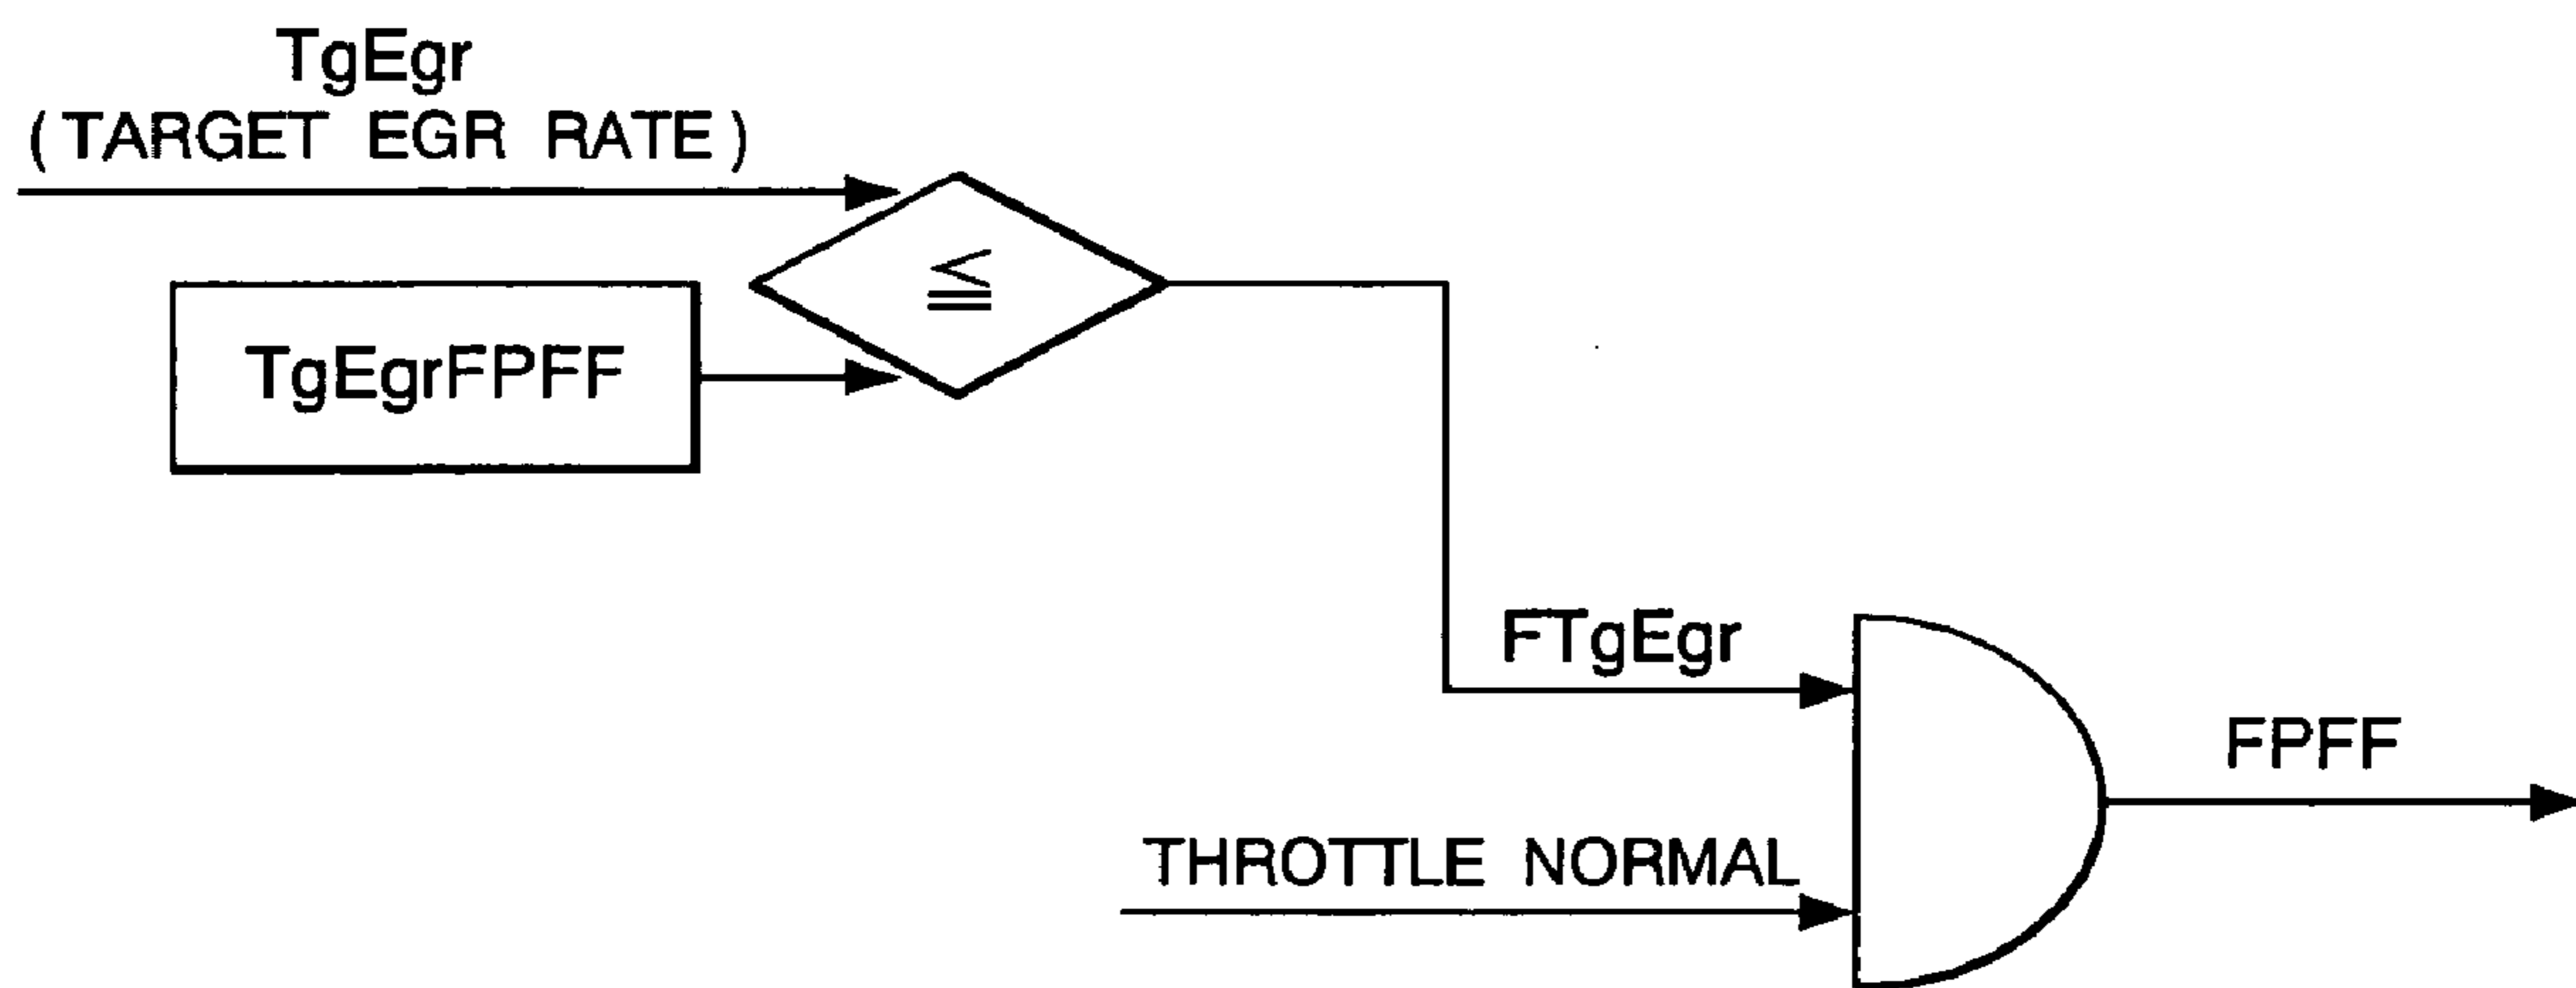 TgEgr
(TARGET EGR RATE)
≦
TgEgrFPFF
FTgEgr
FPFF
THROTTLE NORMAL